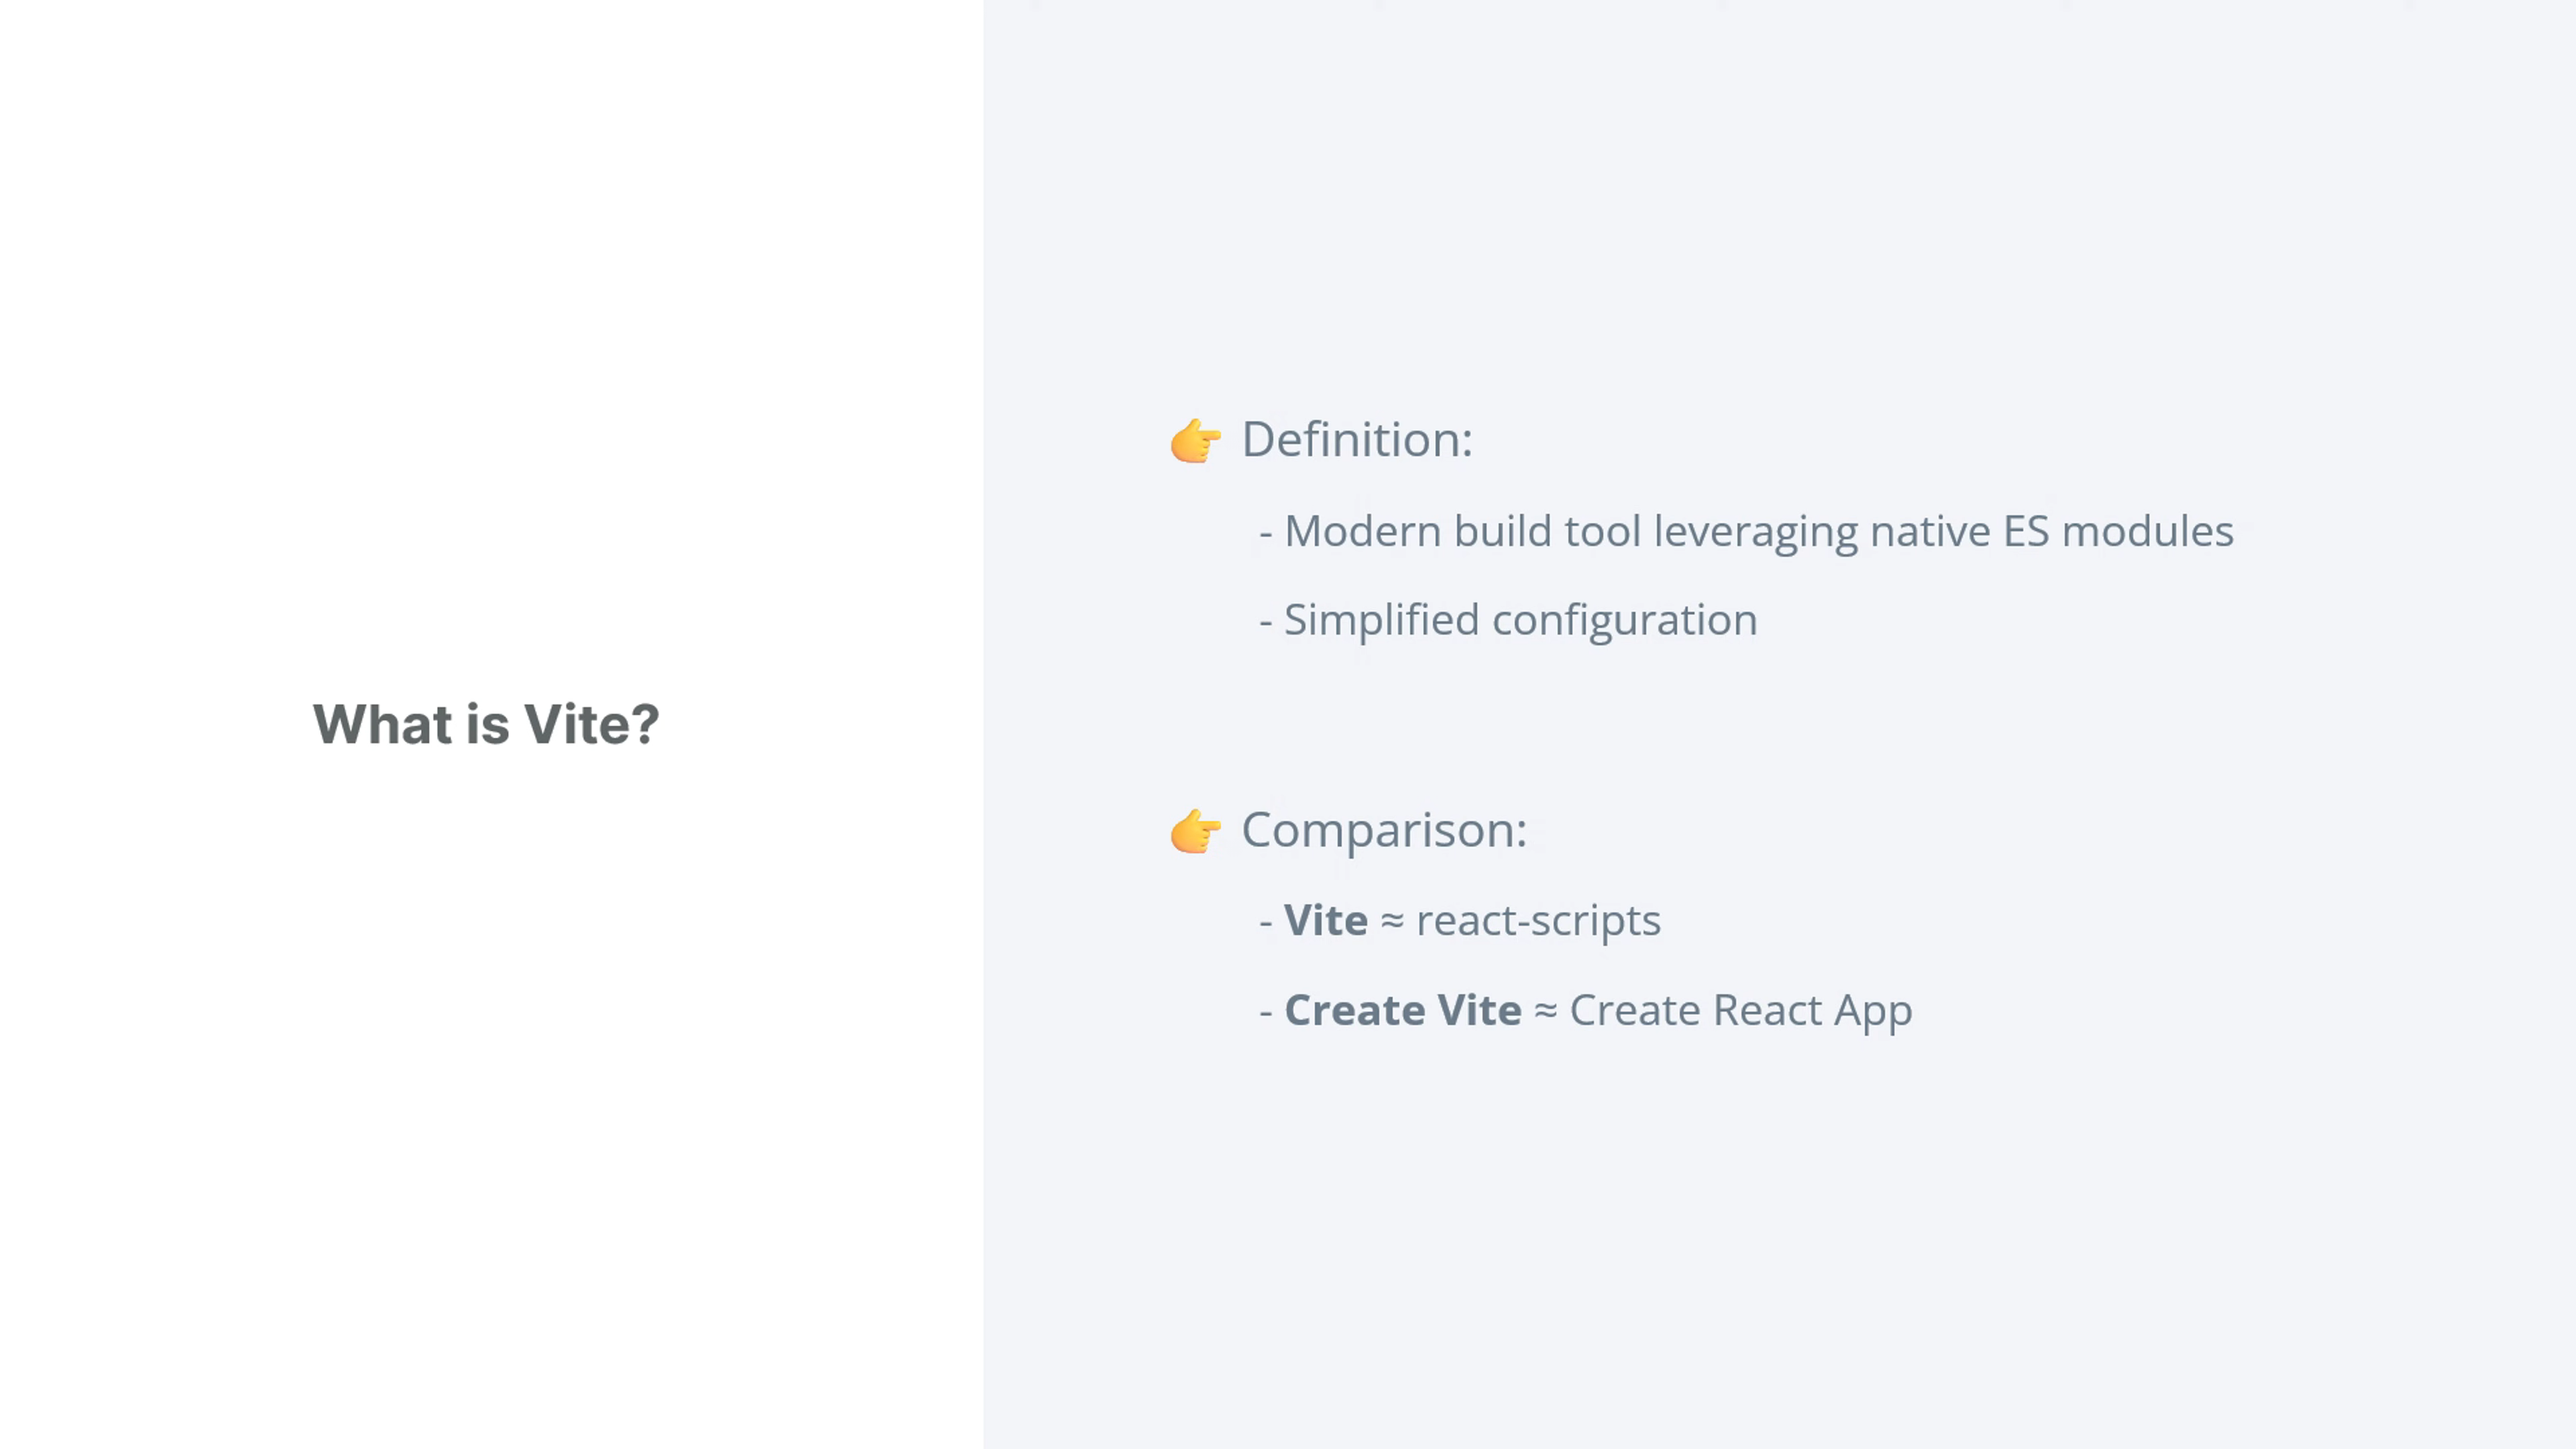 What is Vite?
👉 Definition:
- Modern build tool leveraging native ES modules
- Simplified configuration
👉 Comparison:
- Vite ≈ react-scripts
- Create Vite ≈ Create React App